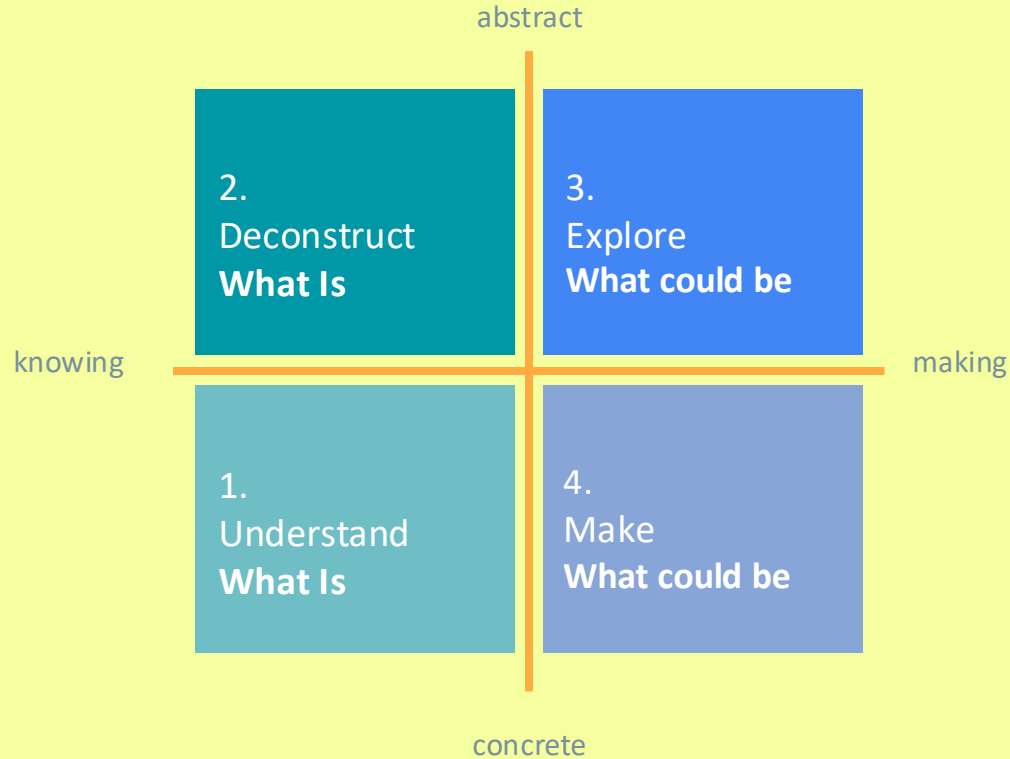 abstract
2.
Deconstruct
What Is
3.
Explore
What could be
knowing
making
1.
Understand
What Is
4.
Make
What could be
concrete